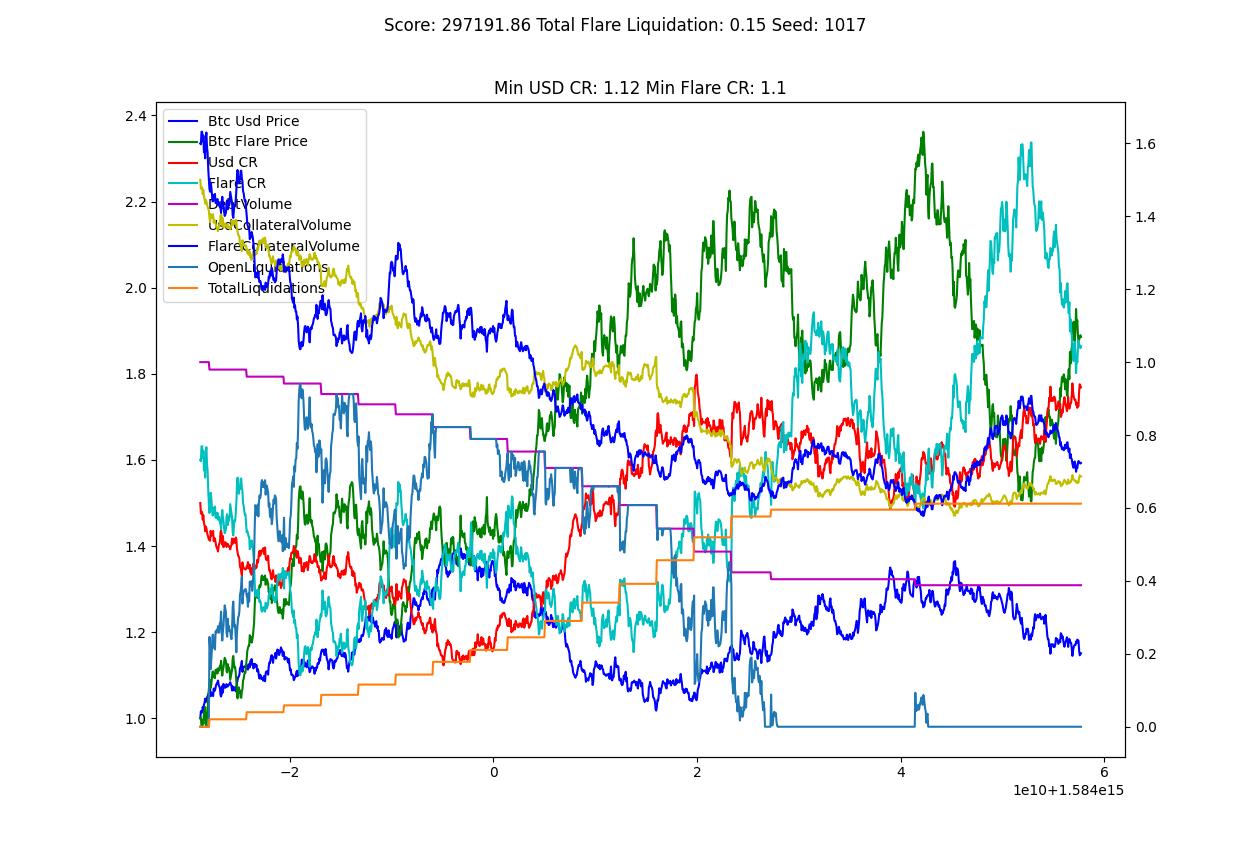 Score: 297191.86 Total Flare Liquidation: 0.15 Seed: 1017
Min USD CR: 1.12 Min Flare CR: 1.1
Btc Usd Price
Btc Flare Price
Usd CR
Flare CR
DebtVolume
UsdCollateralVolume
FlareCollateralVolume
OpenLiquidations
TotalLiquidations
2.4
2.2
2.0
1.8
1.6
1.4
1.2
1.0
1.6
1.4
1.2
1.0
0.8
0.6
0.4
0.2
0.0
−2
0
2
4
6
1e10+1.584e15